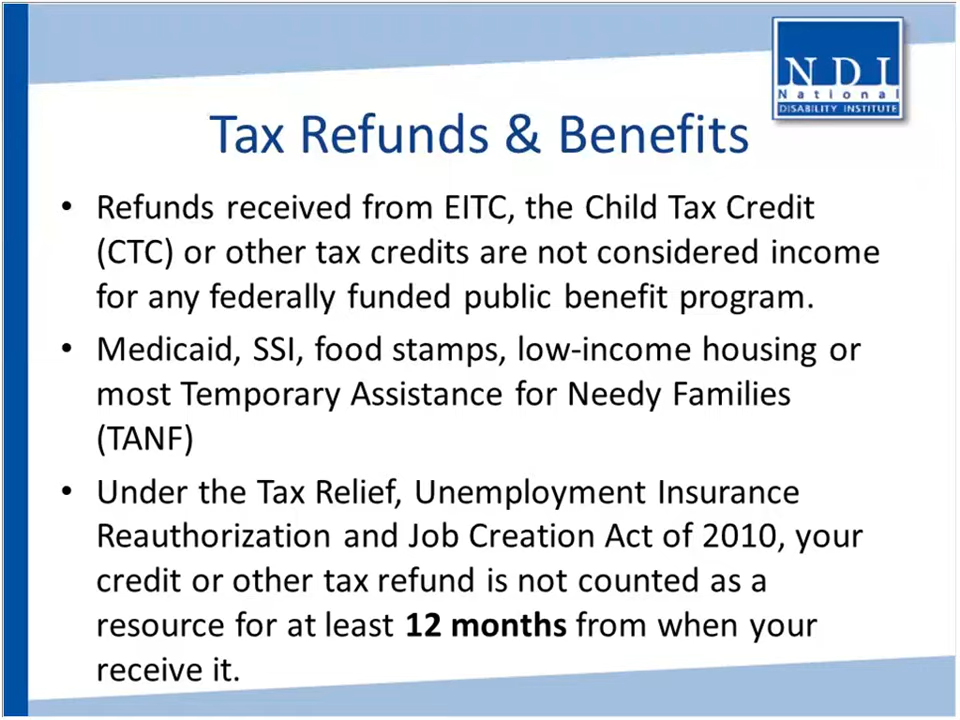 NDI
National
DISABILITY INSTITUTE
Tax Refunds & Benefits
• Refunds received from EITC, the Child Tax Credit
(CTC) or other tax credits are not considered income
for any federally funded public benefit program.
• Medicaid, SSI, food stamps, low-income housing or
most Temporary Assistance for Needy Families
(TANF)
• Under the Tax Relief, Unemployment Insurance
Reauthorization and Job Creation Act of 2010, your
credit or other tax refund is not counted as a
resource for at least 12 months from when your
receive it.